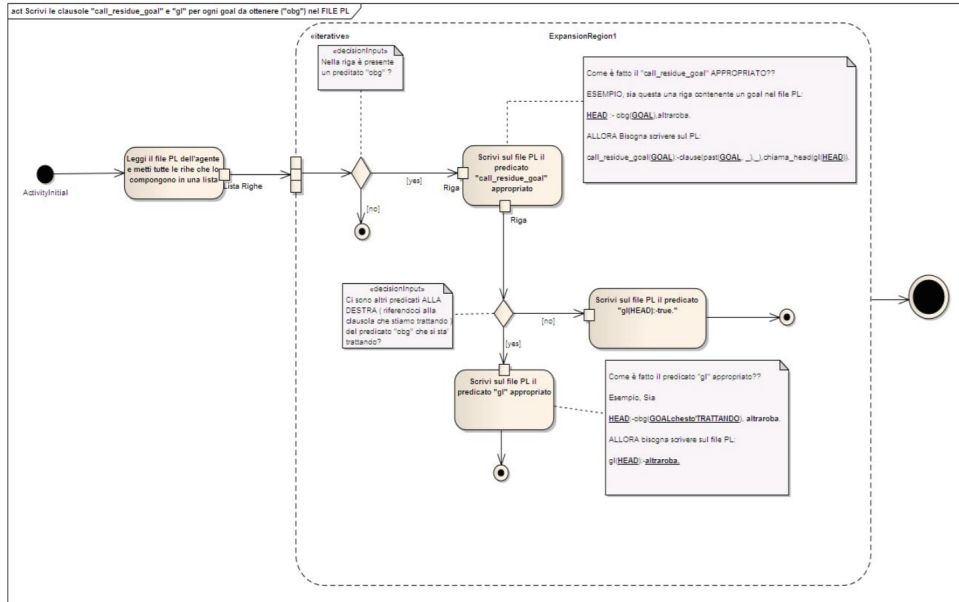 act Scrivi le clausole "call_residue_goal" e "gl" per ogni goal da ottenere ("obg") nel FILE PL
«iterative»
ExpansionRegion1
«decisionInput»
Nella riga è presente
un preditato "obg" ?
Come è fatto il "call_residue_goal" APPROPRIATO??
ESEMPIO, sia questa una riga contenente un goal nel file PL:
HEAD :- obg(GOAL),altraroba.
ALLORA Bisogna scrivere sul PL:
call_residue_goal(GOAL):-clause(past(GOAL, _),_),chiama_head(gl(HEAD)).
Leggi il file PL dell'agente
e metti tutte le rihe che lo
compongono in una lista
Lista Righe
ActivityInitial
[yes]
[no]
Riga
Scrivi sul file PL il
predicato
"call_residue_goal"
appropriato
Riga
«decisionInput»
Ci sono altri predicati ALLA
DESTRA ( riferendoci alla
clausola che stiamo trattando )
del predicato "obg" che si sta'
trattando?
[no]
[yes]
Scrivi sul file PL il predicato
"gl(HEAD):-true."
Scrivi sul file PL il
predicato "gl" appropriato
Come è fatto il predicato "gl" appropriato??
Esempio, Sia
HEAD:-obg(GOALchesto'TRATTANDO), altraroba.
ALLORA bisogna scrivere sul file PL:
gl(HEAD):-altraroba.